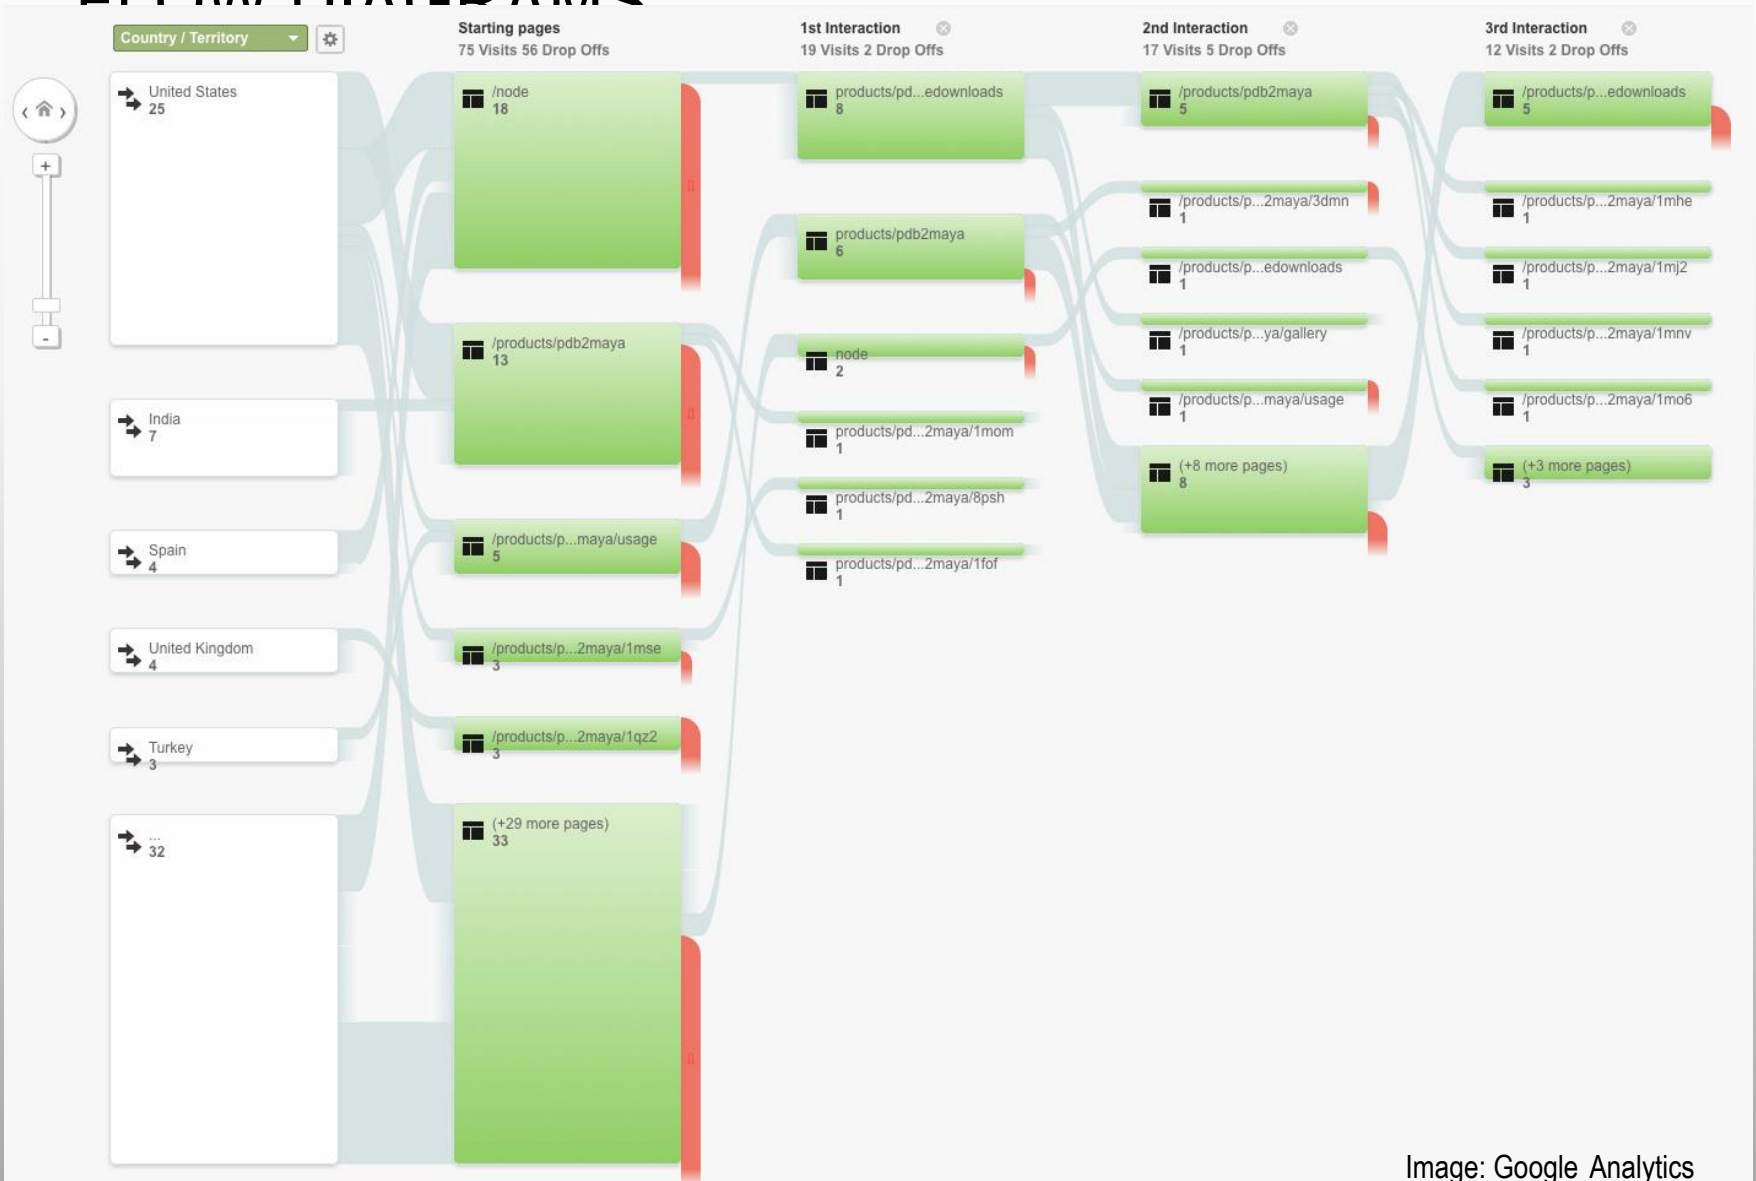 FLOW DIAGRAMS
Country / Territory
United States
25
India
7
Spain
4
United Kingdom
4
Turkey
3
...
32
Starting pages
75 Visits 56 Drop Offs
/node
18
/products/pdb2maya
13
/products/p...maya/usage
5
/products/p...2maya/1mse
3
/products/p...2maya/1qz2
3
(+29 more pages)
33
1st Interaction
19 Visits 2 Drop Offs
products/pd...edownloads
8
products/pdb2maya
6
node
2
products/pd...2maya/1mom
1
products/pd...2maya/8psh
1
products/pd...2maya/1fof
1
2nd Interaction
17 Visits 5 Drop Offs
/products/pdb2maya
5
/products/p...2maya/3dmn
1
/products/p...edownloads
1
/products/p...ya/gallery
1
/products/p...maya/usage
1
(+8 more pages)
8
3rd Interaction
12 Visits 2 Drop Offs
/products/p...edownloads
5
/products/p...2maya/1mhe
1
/products/p...2maya/1mj2
1
/products/p...2maya/1mnv
1
/products/p...2maya/1mo6
1
(+3 more pages)
3
Image: Google Analytics